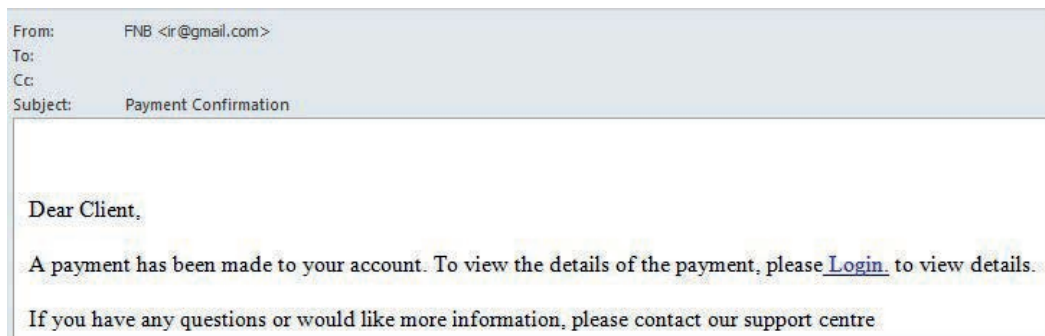 From: FNB <ir@gmail.com>
To:
Cc:
Subject: Payment Confirmation
Dear Client,
A payment has been made to your account. To view the details of the payment, please Login. to view details.
If you have any questions or would like more information, please contact our support centre